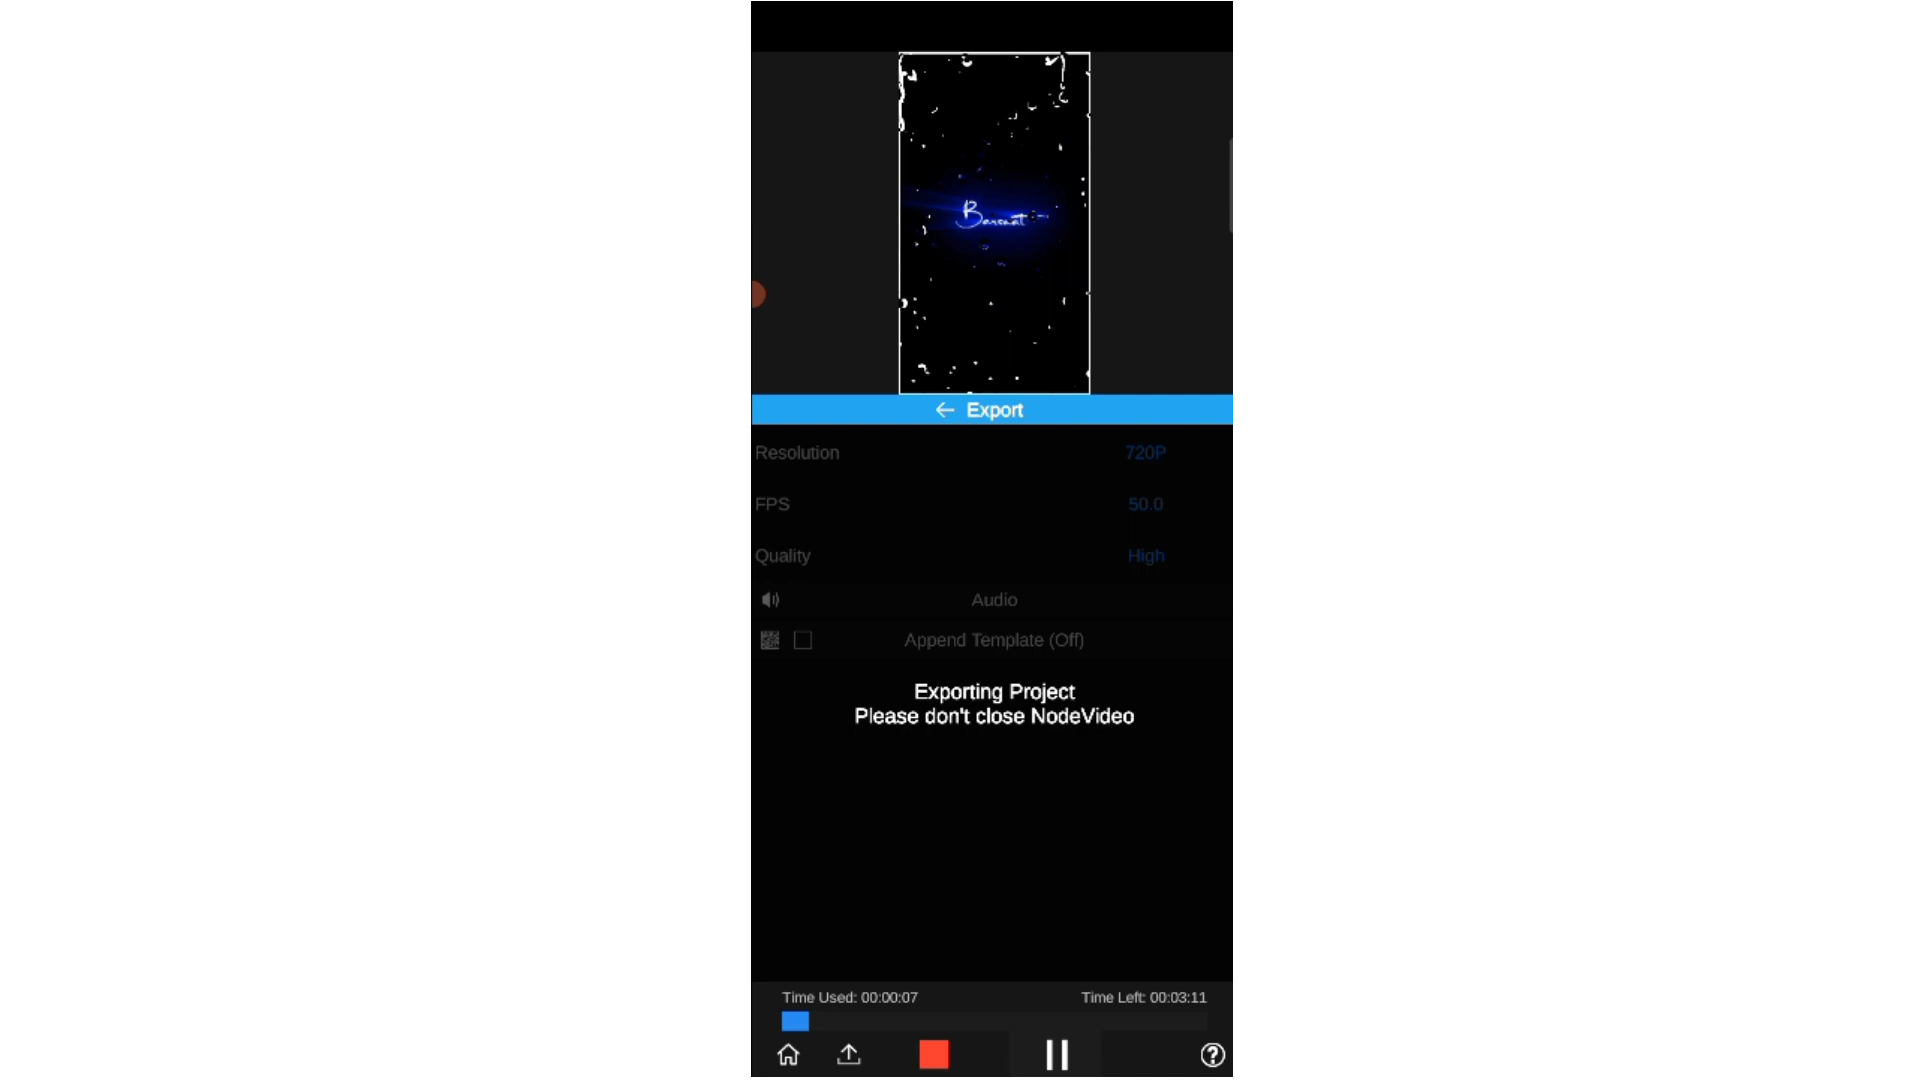 Barsaat
Export
Resolution 720P
FPS 50.0
Quality High
Audio
Append Template (Off)
Exporting Project
Please don't close NodeVideo
Time Used: 00:00:07 Time Left: 00:03:11